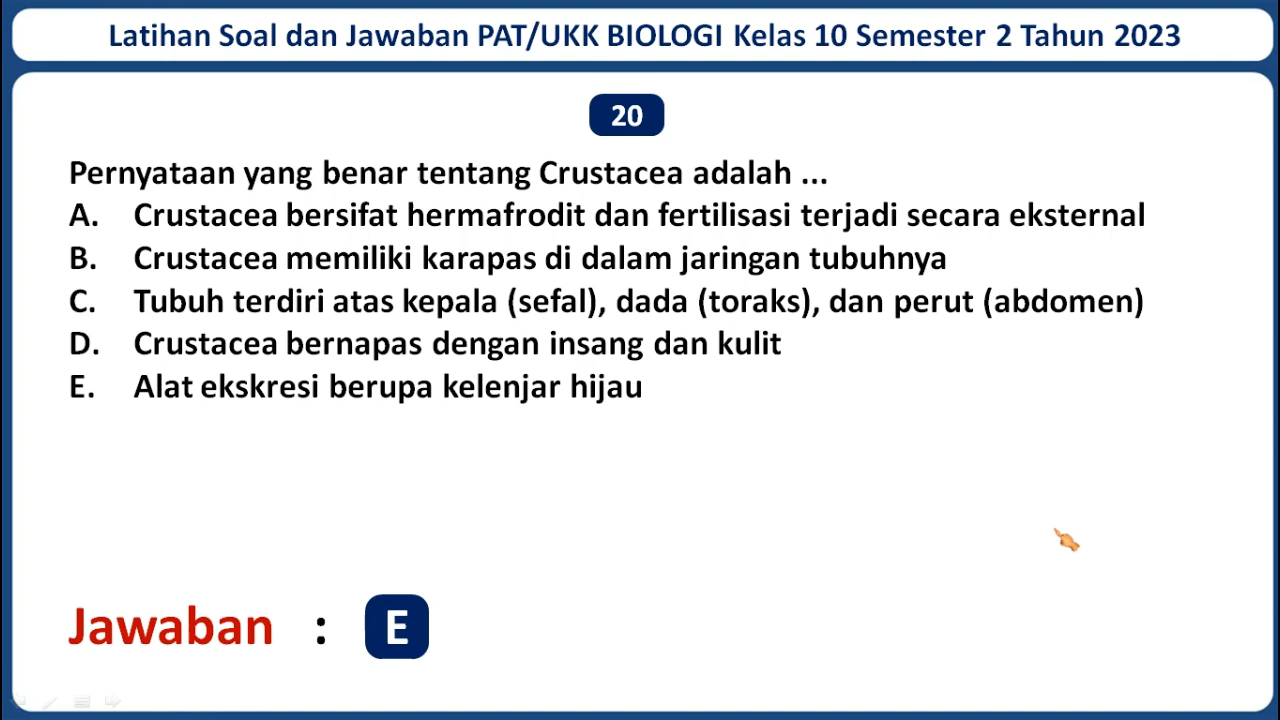 Latihan Soal dan Jawaban PAT/UKK BIOLOGI Kelas 10 Semester 2 Tahun 2023
20
Pernyataan yang benar tentang Crustacea adalah ...
A. Crustacea bersifat hermafrodit dan fertilisasi terjadi secara eksternal
B. Crustacea memiliki karapas di dalam jaringan tubuhnya
C. Tubuh terdiri atas kepala (sefal), dada (toraks), dan perut (abdomen)
D. Crustacea bernapas dengan insang dan kulit
E. Alat ekskresi berupa kelenjar hijau
Jawaban : E